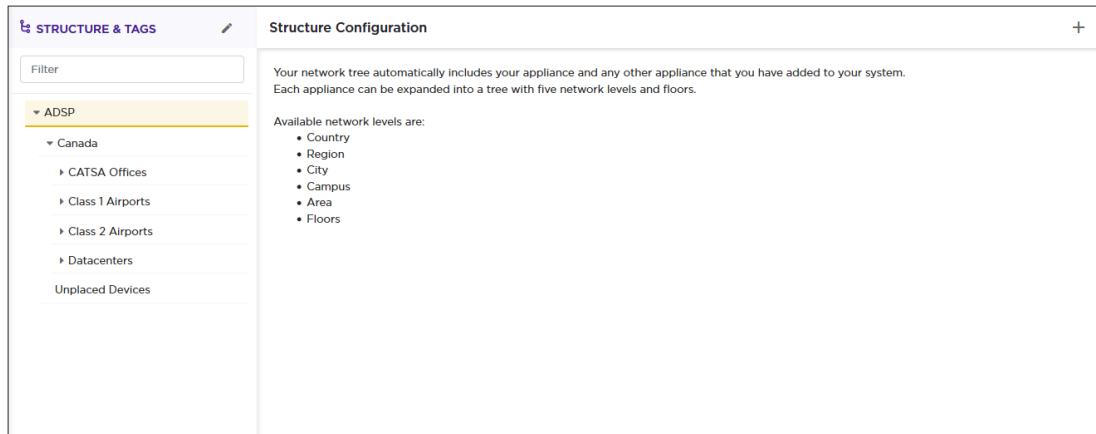 STRUCTURE & TAGS
Filter
ADSP
Canada
CATSA Offices
Class 1 Airports
Class 2 Airports
Datacenters
Unplaced Devices
Structure Configuration
Your network tree automatically includes your appliance and any other appliance that you have added to your system.
Each appliance can be expanded into a tree with five network levels and floors.
Available network levels are:
• Country
• Region
• City
• Campus
• Area
• Floors